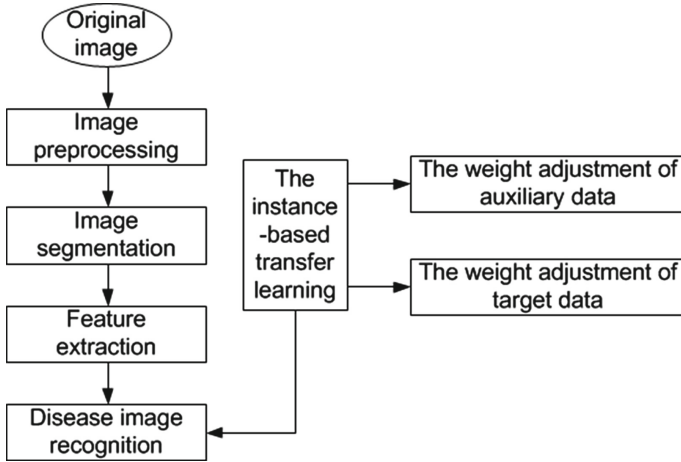 Original
image
Image
preprocessing
Image
segmentation
Feature
extraction
Disease image
recognition
The
instance
-based
transfer
learning
The weight adjustment of
auxiliary data
The weight adjustment of
target data